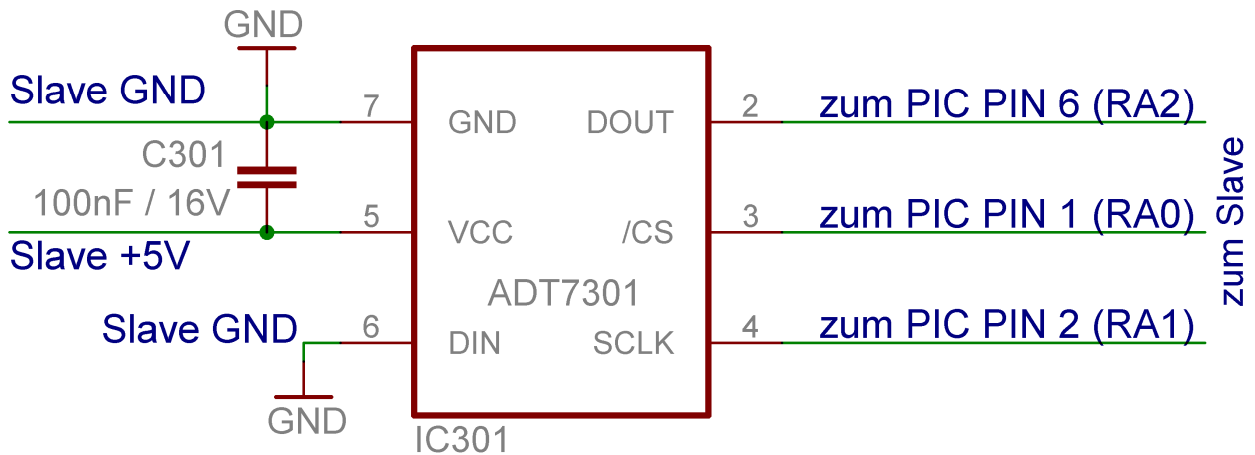 GND
Slave GND
7
GND
DOUT
2
zum PIC PIN 6 (RA2)
C301
100nF / 16V
5
VCC
/CS
3
zum PIC PIN 1 (RA0)
zum Slave
Slave +5V
ADT7301
Slave GND
6
DIN
SCLK
4
zum PIC PIN 2 (RA1)
GND
IC301